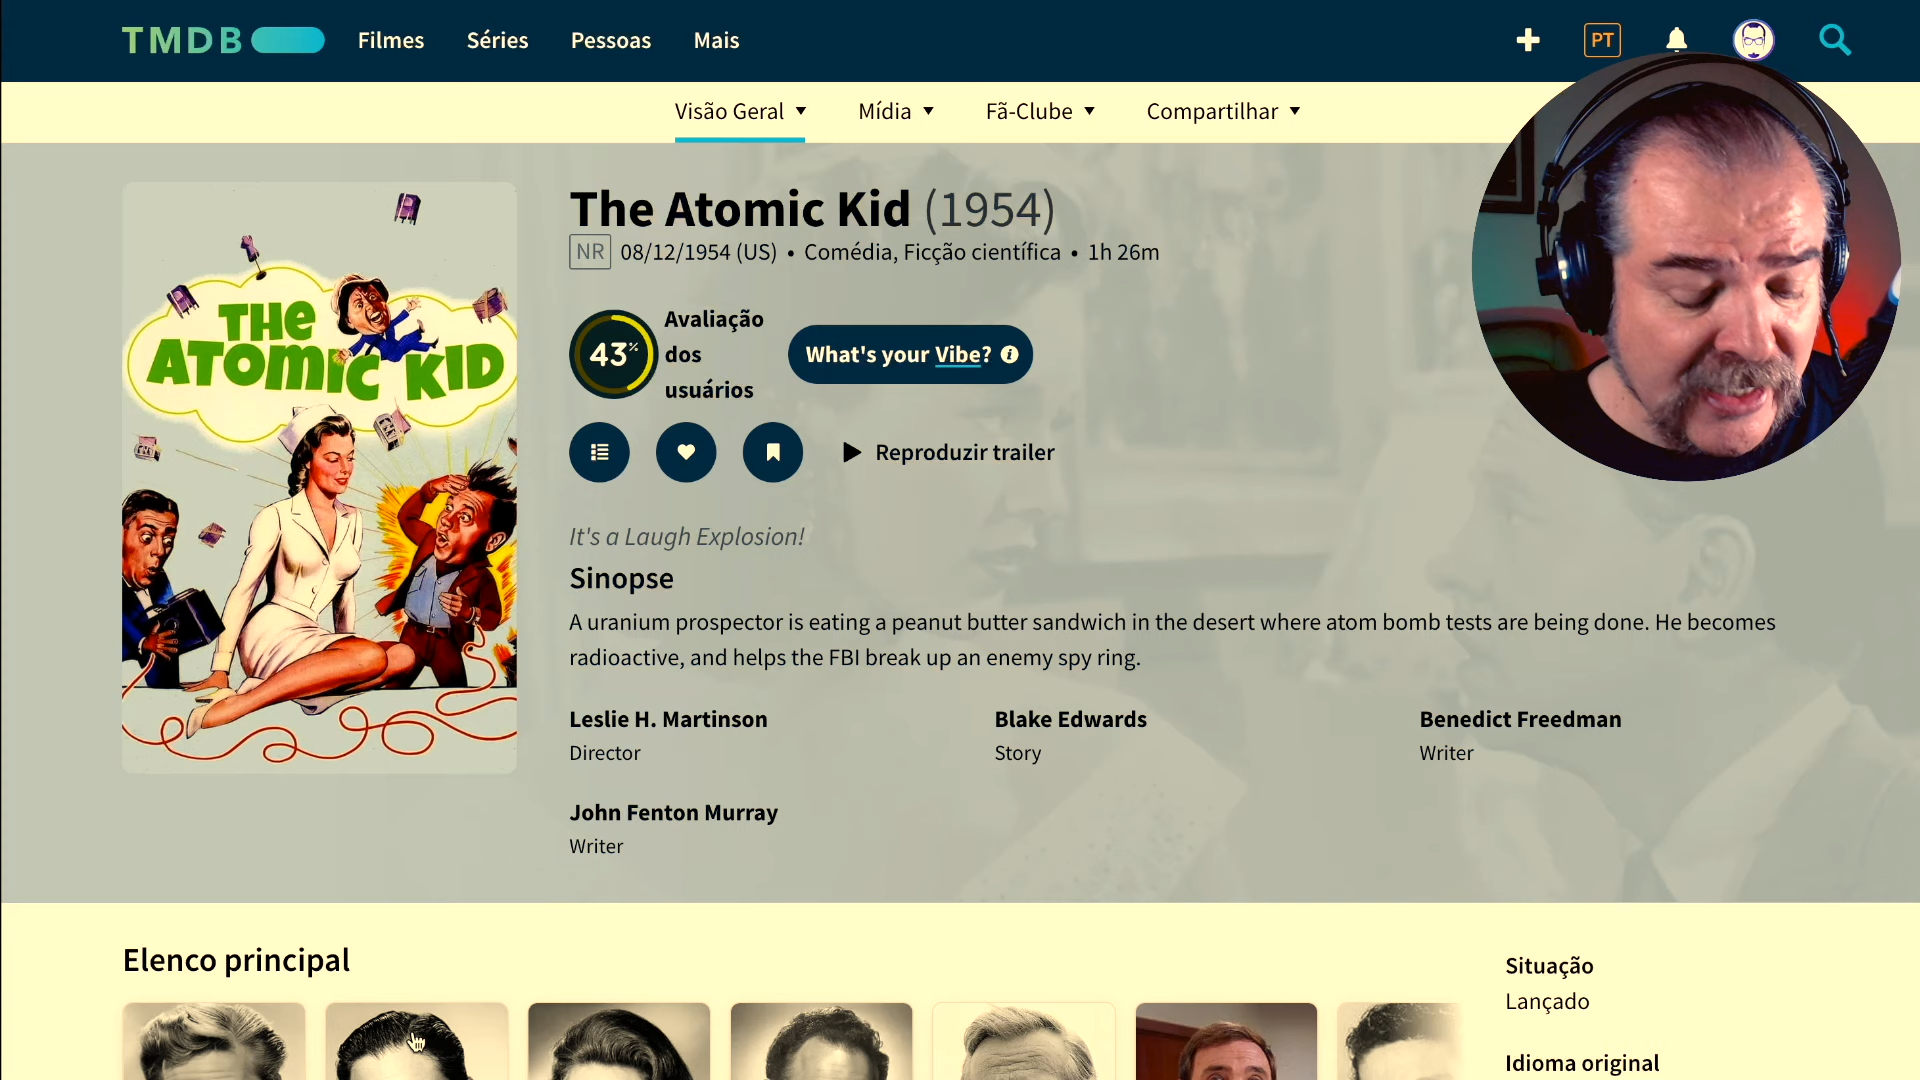 TMDB
Filmes
Séries
Pessoas
Mais
PT
Visão Geral
Mídia
Fã-Clube
Compartilhar
THE
ATOMIC KID
The Atomic Kid (1954)
NR 08/12/1954 (US) • Comédia, Ficção científica • 1h 26m
43%
Avaliação
dos
usuários
What's your Vibe?
Reproduzir trailer
It's a Laugh Explosion!
Sinopse
A uranium prospector is eating a peanut butter sandwich in the desert where atom bomb tests are being done. He becomes
radioactive, and helps the FBI break up an enemy spy ring.
Leslie H. Martinson
Director
Blake Edwards
Story
Benedict Freedman
Writer
John Fenton Murray
Writer
Elenco principal
Situação
Lançado
Idioma original